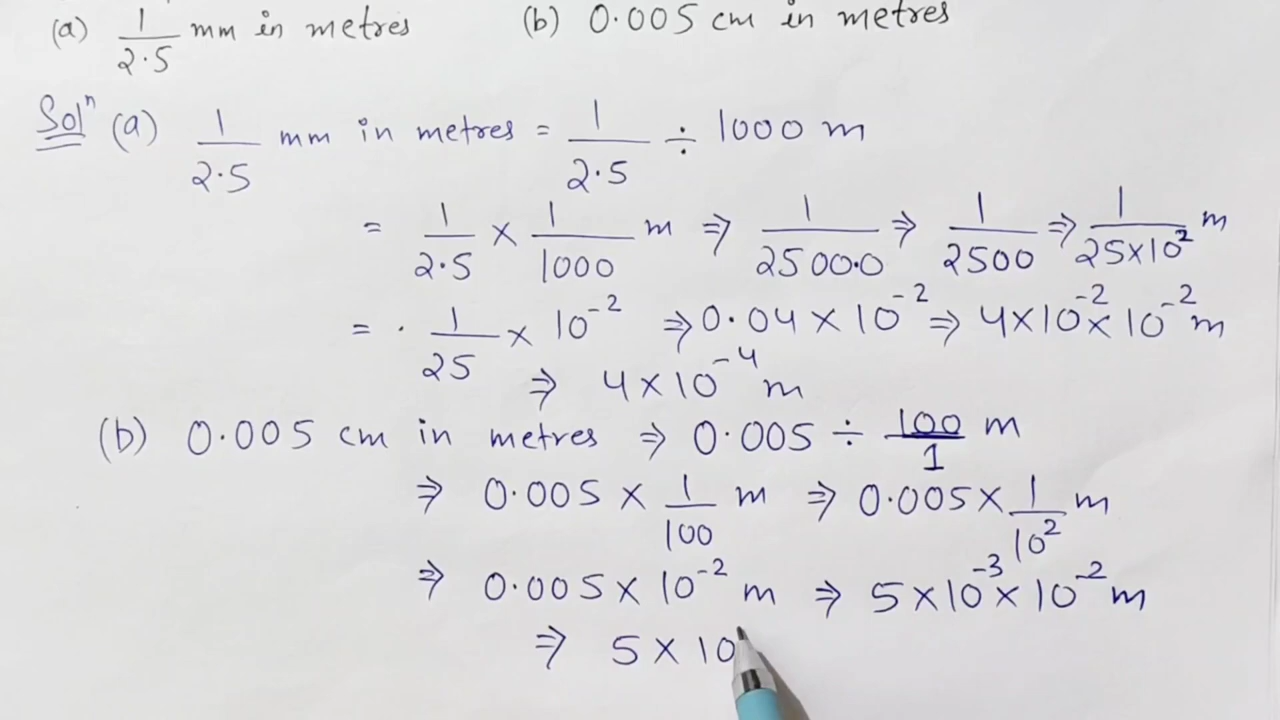 (a) 1/2.5 mm in metres (b) 0.005 cm in metres
Solⁿ (a) 1/2.5 mm in metres = 1/2.5 ÷ 1000 m
= 1/2.5 × 1/1000 m ⇒ 1/2500.0 ⇒ 1/2500 ⇒ 1/25×10² m
= · 1/25 × 10⁻² ⇒ 0.04 × 10⁻² ⇒ 4×10⁻² × 10⁻² m
⇒ 4×10⁻⁴ m
(b) 0.005 cm in metres ⇒ 0.005 ÷ 100/1 m
⇒ 0.005 × 1/100 m ⇒ 0.005 × 1/10² m
⇒ 0.005 × 10⁻² m ⇒ 5×10⁻³ × 10⁻² m
⇒ 5 × 10